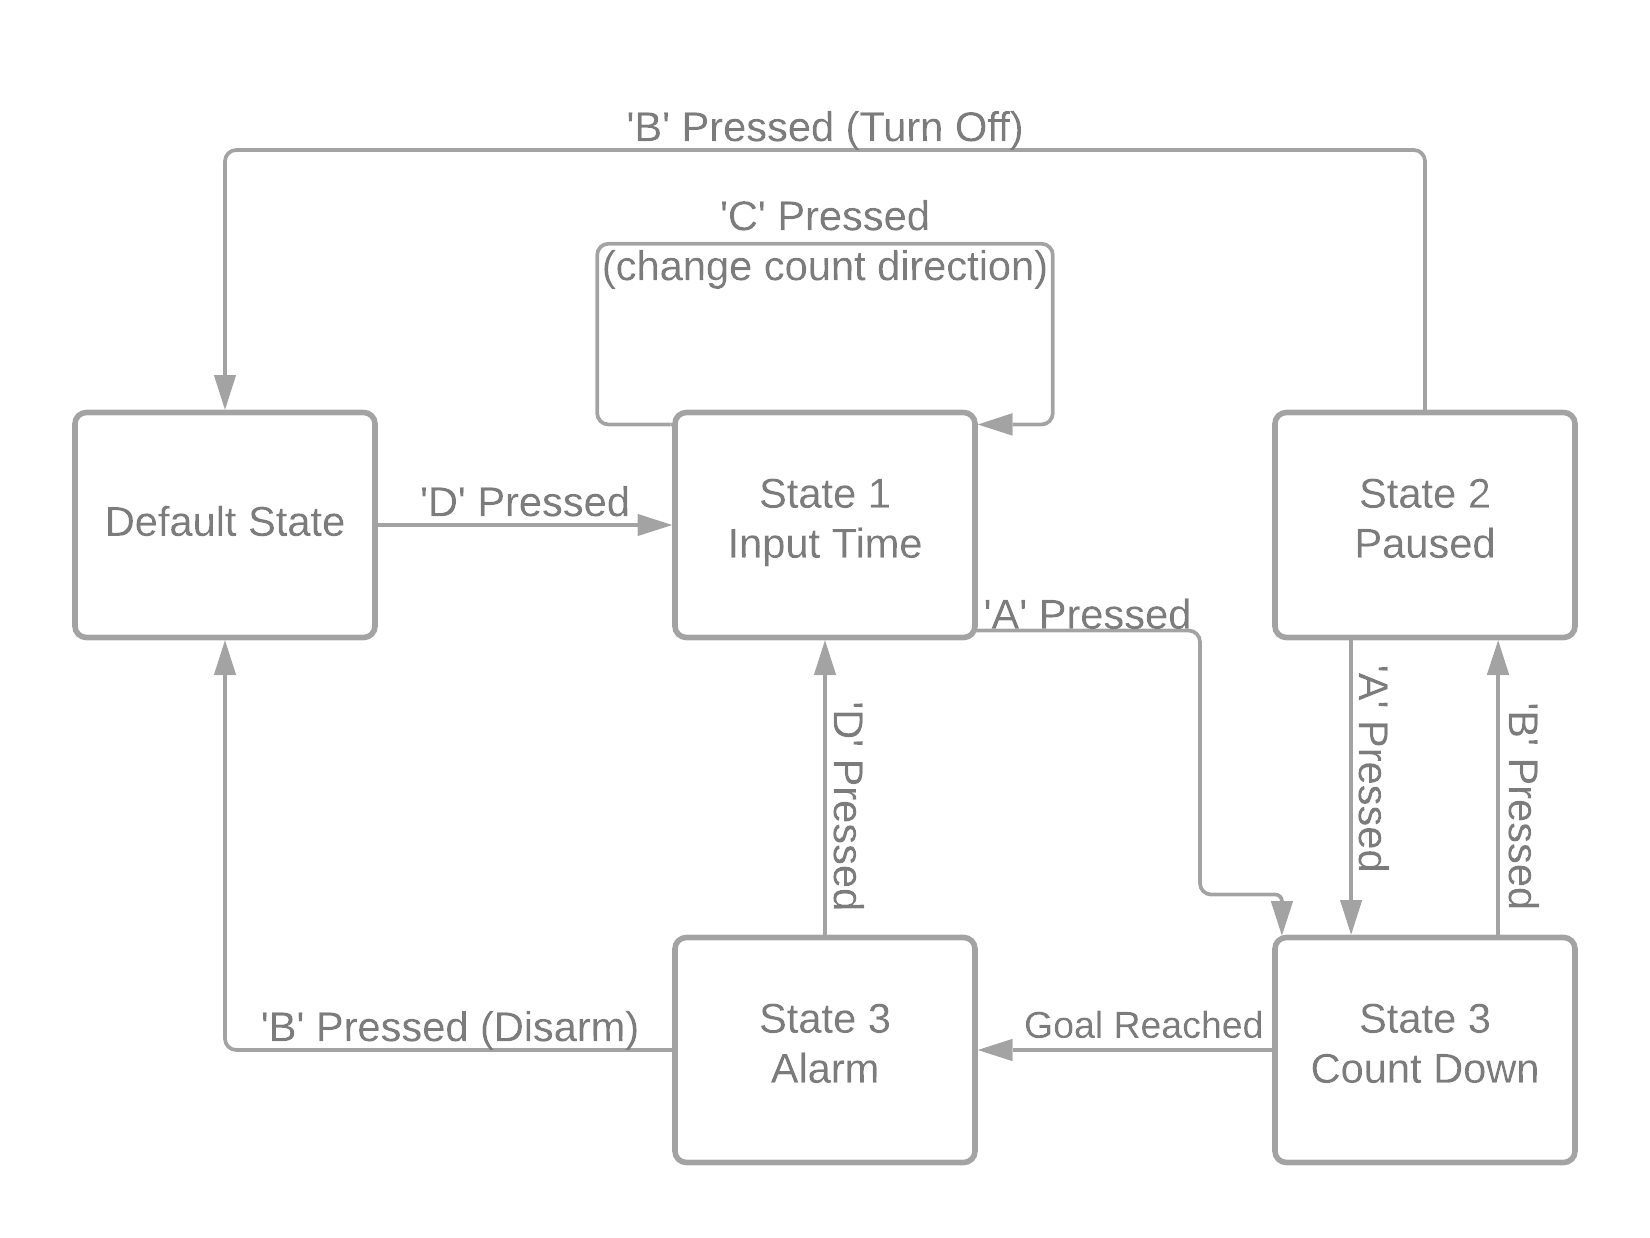 'B' Pressed (Turn Off)
'C' Pressed
(change count direction)
Default State
'D' Pressed
State 1
Input Time
State 2
Paused
'A' Pressed
'D' Pressed
'A' Pressed
'B' Pressed
'B' Pressed (Disarm)
State 3
Alarm
Goal Reached
State 3
Count Down